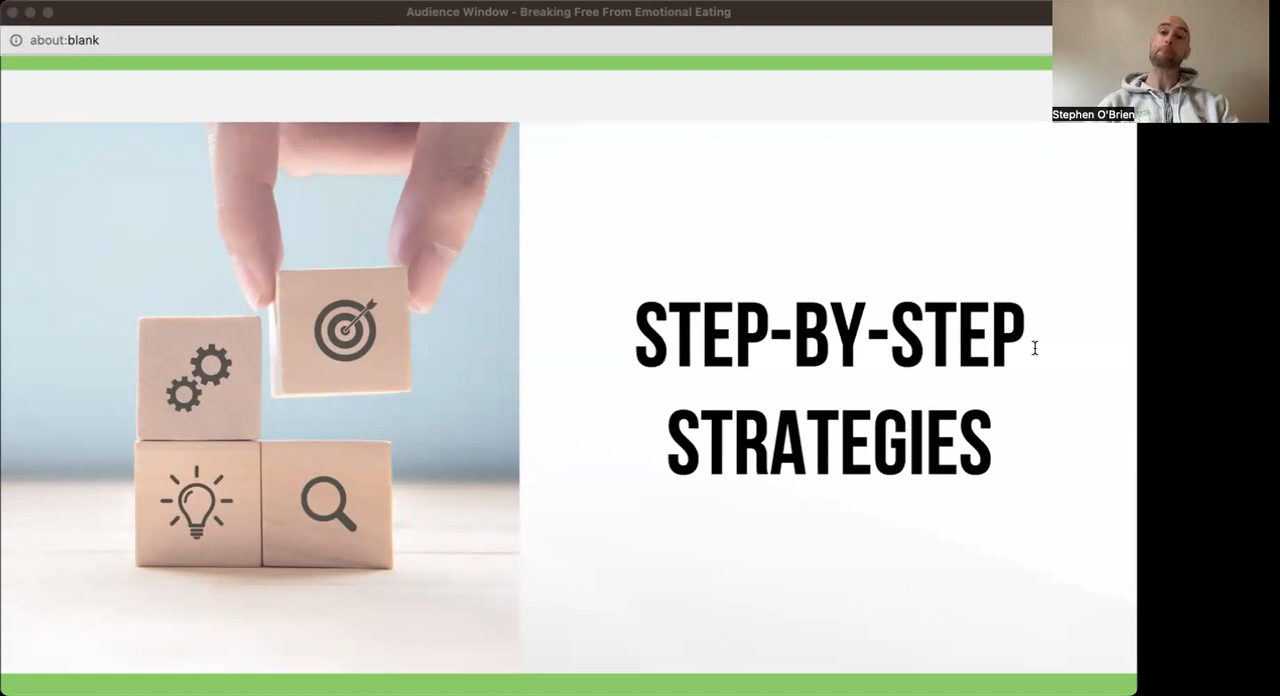 Audience Window - Breaking Free From Emotional Eating
about:blank
Stephen O'Brien
STEP-BY-STEP
STRATEGIES